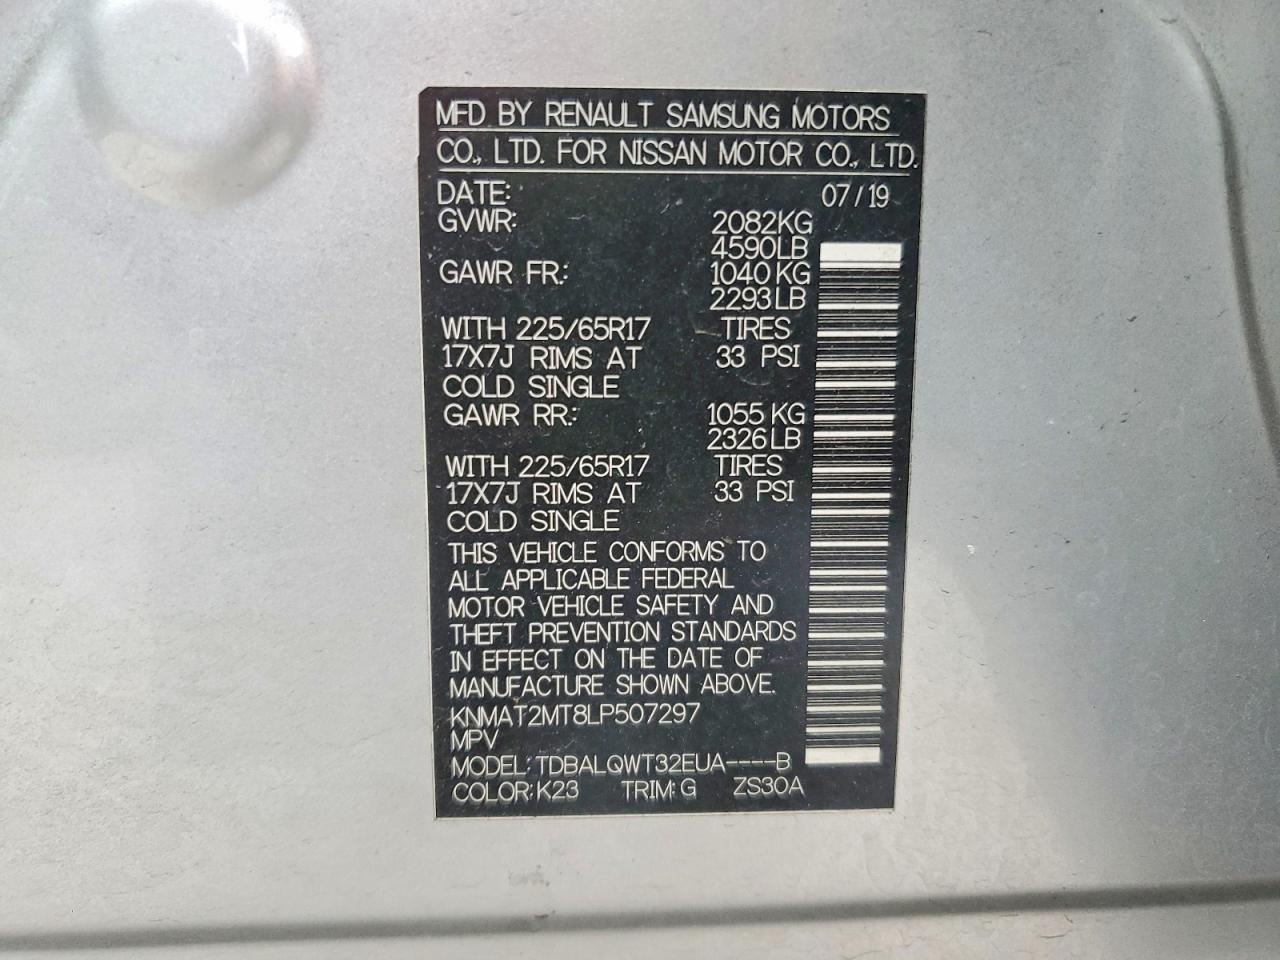 MFD. BY RENAULT SAMSUNG MOTORS
CO., LTD. FOR NISSAN MOTOR CO., LTD.
DATE: 07/19
GVWR: 2082KG
4590LB
GAWR FR.: 1040KG
2293LB
WITH 225/65R17 TIRES
17X7J RIMS AT 33 PSI
COLD SINGLE
GAWR RR.: 1055KG
2326LB
WITH 225/65R17 TIRES
17X7J RIMS AT 33 PSI
COLD SINGLE
THIS VEHICLE CONFORMS TO
ALL APPLICABLE FEDERAL
MOTOR VEHICLE SAFETY AND
THEFT PREVENTION STANDARDS
IN EFFECT ON THE DATE OF
MANUFACTURE SHOWN ABOVE.
KNMAT2MT8LP507297
MPV
MODEL: TDBALQWT32EUA----B
COLOR: K23 TRIM: G ZS30A